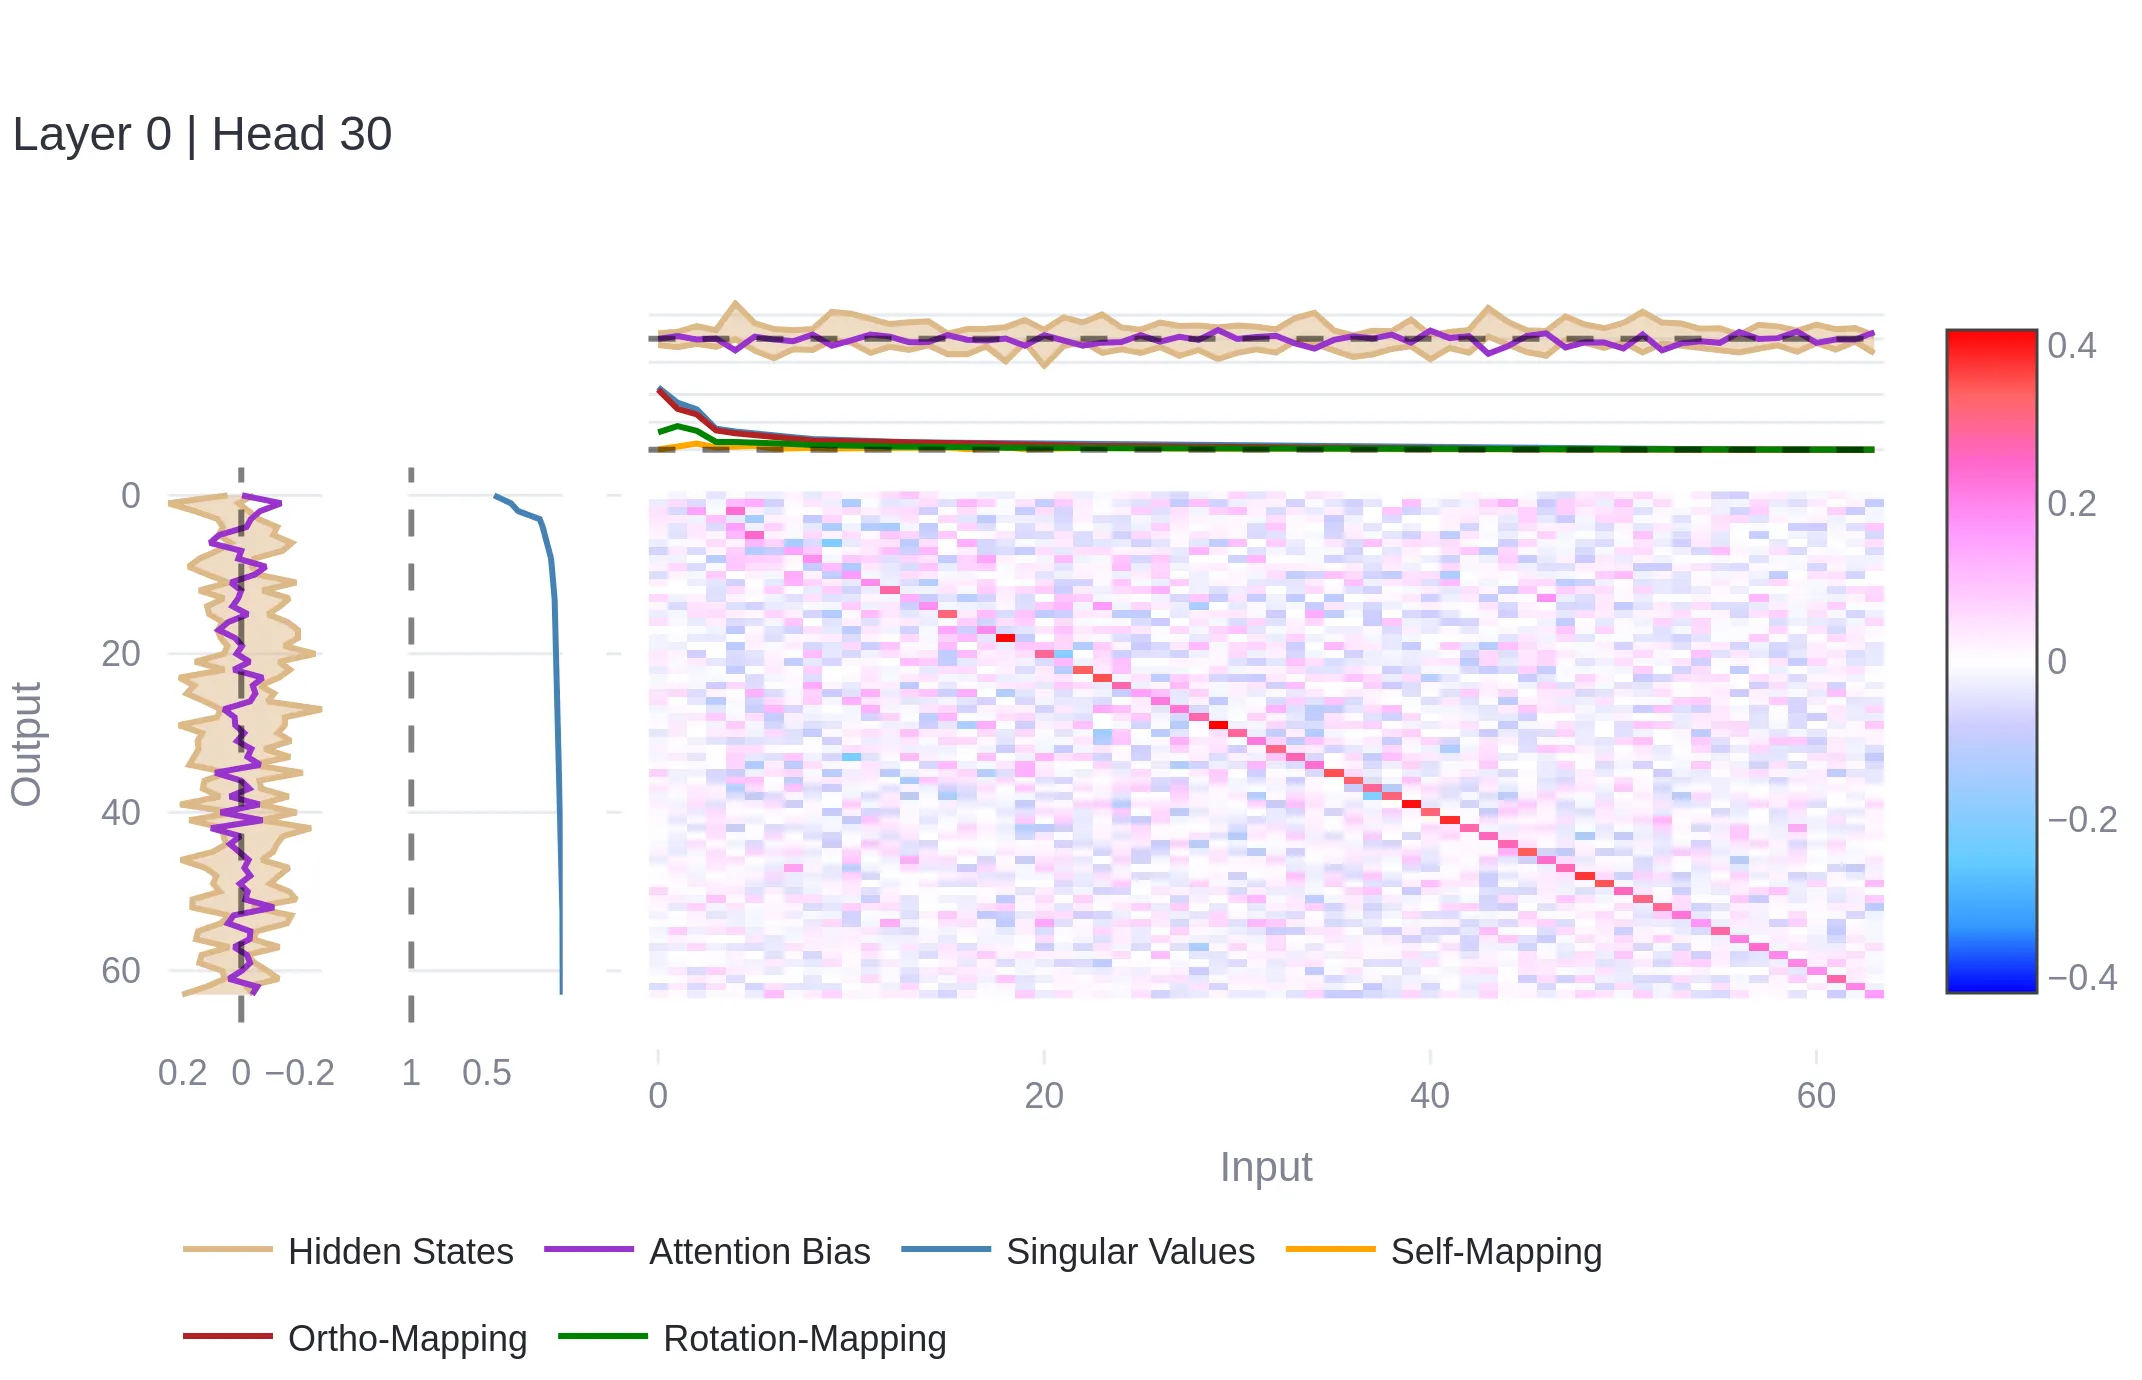 Layer 0 | Head 30
0
20
40
60
Output
0.2 0 −0.2
1 0.5
0 20 40 60
Input
0.4
0.2
0
−0.2
−0.4
Hidden States Attention Bias Singular Values Self-Mapping
Ortho-Mapping Rotation-Mapping